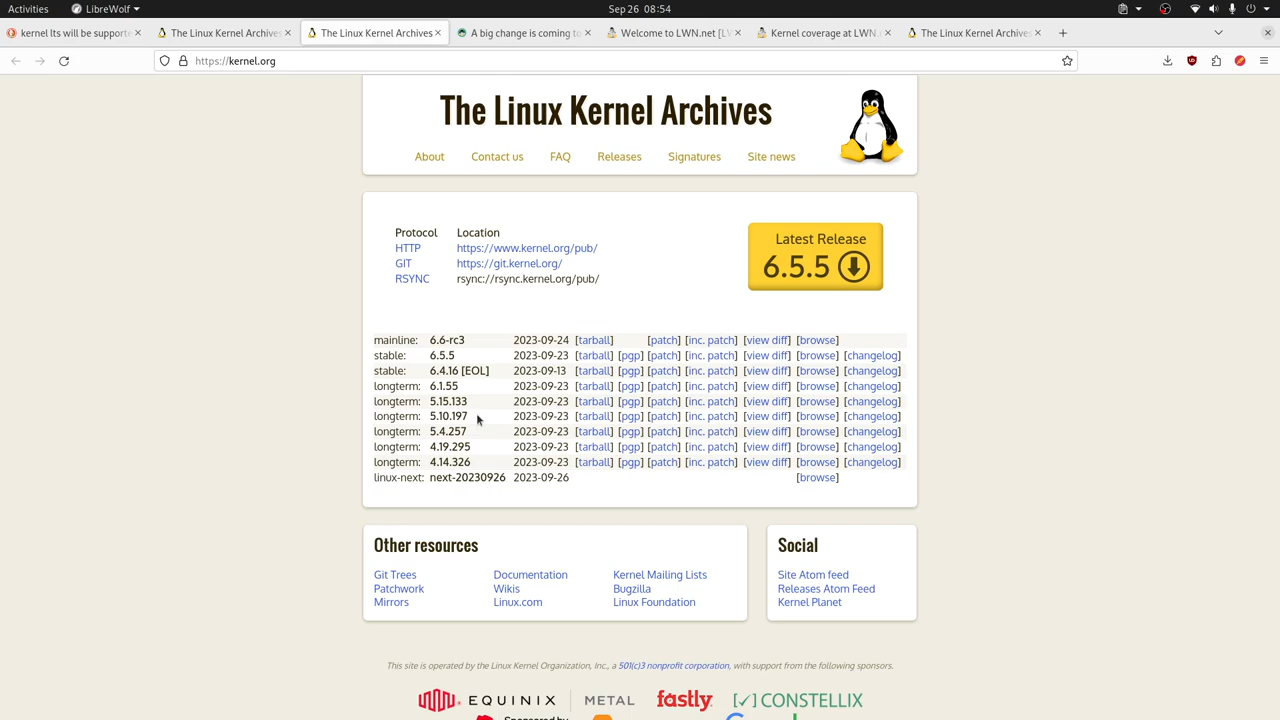 Activities LibreWolf Sep 26 08:54
kernel lts will be supporte The Linux Kernel Archives The Linux Kernel Archives A big change is coming to Welcome to LWN.net [LW Kernel coverage at LWN. The Linux Kernel Archives
https://kernel.org
The Linux Kernel Archives
About Contact us FAQ Releases Signatures Site news
Protocol Location
HTTP https://www.kernel.org/pub/
GIT https://git.kernel.org/
RSYNC rsync://rsync.kernel.org/pub/
Latest Release
6.5.5
mainline: 6.6-rc3 2023-09-24 [tarball] [patch] [inc. patch] [view diff] [browse]
stable: 6.5.5 2023-09-23 [tarball] [pgp] [patch] [inc. patch] [view diff] [browse] [changelog]
stable: 6.4.16 [EOL] 2023-09-13 [tarball] [pgp] [patch] [inc. patch] [view diff] [browse] [changelog]
longterm: 6.1.55 2023-09-23 [tarball] [pgp] [patch] [inc. patch] [view diff] [browse] [changelog]
longterm: 5.15.133 2023-09-23 [tarball] [pgp] [patch] [inc. patch] [view diff] [browse] [changelog]
longterm: 5.10.197 2023-09-23 [tarball] [pgp] [patch] [inc. patch] [view diff] [browse] [changelog]
longterm: 5.4.257 2023-09-23 [tarball] [pgp] [patch] [inc. patch] [view diff] [browse] [changelog]
longterm: 4.19.295 2023-09-23 [tarball] [pgp] [patch] [inc. patch] [view diff] [browse] [changelog]
longterm: 4.14.326 2023-09-23 [tarball] [pgp] [patch] [inc. patch] [view diff] [browse] [changelog]
linux-next: next-20230926 2023-09-26 [browse]
Other resources
Git Trees Documentation Kernel Mailing Lists
Patchwork Wikis Bugzilla
Mirrors Linux.com Linux Foundation
Social
Site Atom feed
Releases Atom Feed
Kernel Planet
This site is operated by the Linux Kernel Organization, Inc., a 501(c)3 nonprofit corporation, with support from the following sponsors.
EQUINIX METAL fastly CONSTELLIX
Sponsored by